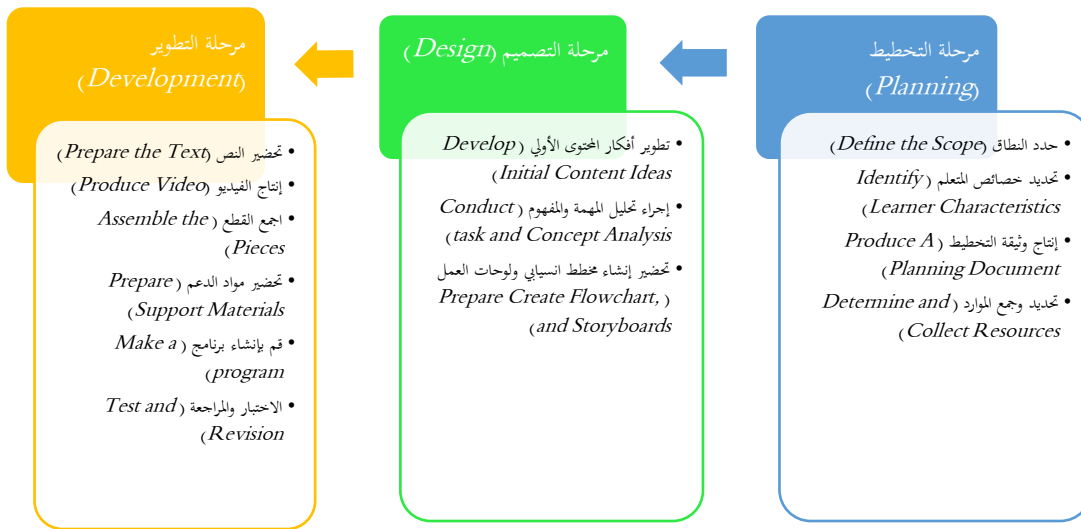 مرحلة التخطيط
(Planning)
• حدد النطاق (Define the Scope)
• تحديد خصائص المتعلم (Identify
Learner Characteristics)
• إنتاج وثيقة التخطيط (Produce A
Planning Document)
• تحديد وجمع الموارد (Determine and
Collect Resources)
مرحلة التصميم (Design)
• تطوير أفكار المحتوى الأولي (Develop
Initial Content Ideas)
• إجراء تحليل المهمة والمفهوم (Conduct
task and Concept Analysis)
• تحضير إنشاء مخطط انسيابي ولوحات العمل
(Prepare Create Flowchart,
and Storyboards)
مرحلة التطوير
(Development)
• تحضير النص (Prepare the Text)
• إنتاج الفيديو (Produce Video)
• اجمع القطع (Assemble the
Pieces)
• تحضير مواد الدعم (Prepare
Support Materials)
• قم بإنشاء برنامج (Make a
program)
• الاختبار والمراجعة (Test and
Revision)